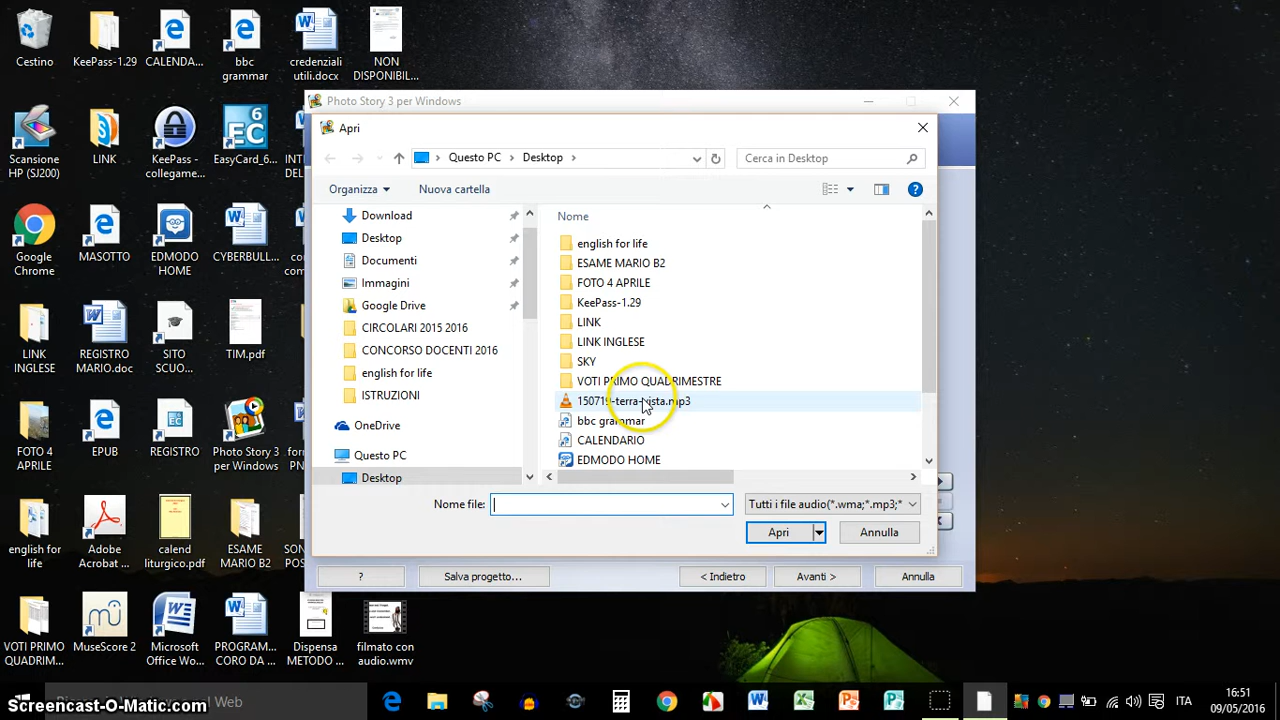 Cestino
KeePass-1.29
CALENDA...
bbc
grammar
credenziali
utili.docx
NON
DISPONIBIL...
Scansione
HP (SJ200)
LINK
KeePass -
collegame...
EasyCard_6...
Google
Chrome
MASOTTO
EDMODO
HOME
CYBERBULL...
LINK
INGLESE
REGISTRO
MARIO.doc
SITO
SCUO...
TIM.pdf
FOTO 4
APRILE
EPUB
REGISTRO
Photo Story 3
per Windows
english for
life
Adobe
Acrobat ...
calend
liturgico.pdf
ESAME
MARIO B2
VOTI PRIMO
QUADRIM...
MuseScore 2
Microsoft
Office Wo...
PROGRAM...
CORO DA ...
Dispensa
METODO ...
filmato con
audio.wmv
Photo Story 3 per Windows
Apri
Questo PC
Desktop
Cerca in Desktop
Organizza
Nuova cartella
Download
Desktop
Documenti
Immagini
Google Drive
CIRCOLARI 2015 2016
CONCORSO DOCENTI 2016
english for life
ISTRUZIONI
OneDrive
Questo PC
Desktop
Nome
english for life
ESAME MARIO B2
FOTO 4 APRILE
KeePass-1.29
LINK
LINK INGLESE
SKY
VOTI PRIMO QUADRIMESTRE
150719-terra-vista.mp3
bbc grammar
CALENDARIO
EDMODO HOME
Nome file:
Tutti i file audio(*.wma;*.mp3;*
Apri
Annulla
?
Salva progetto...
< Indietro
Avanti >
Annulla
Screencast-O-Matic.com
l Web
ITA
16:51
09/05/2016